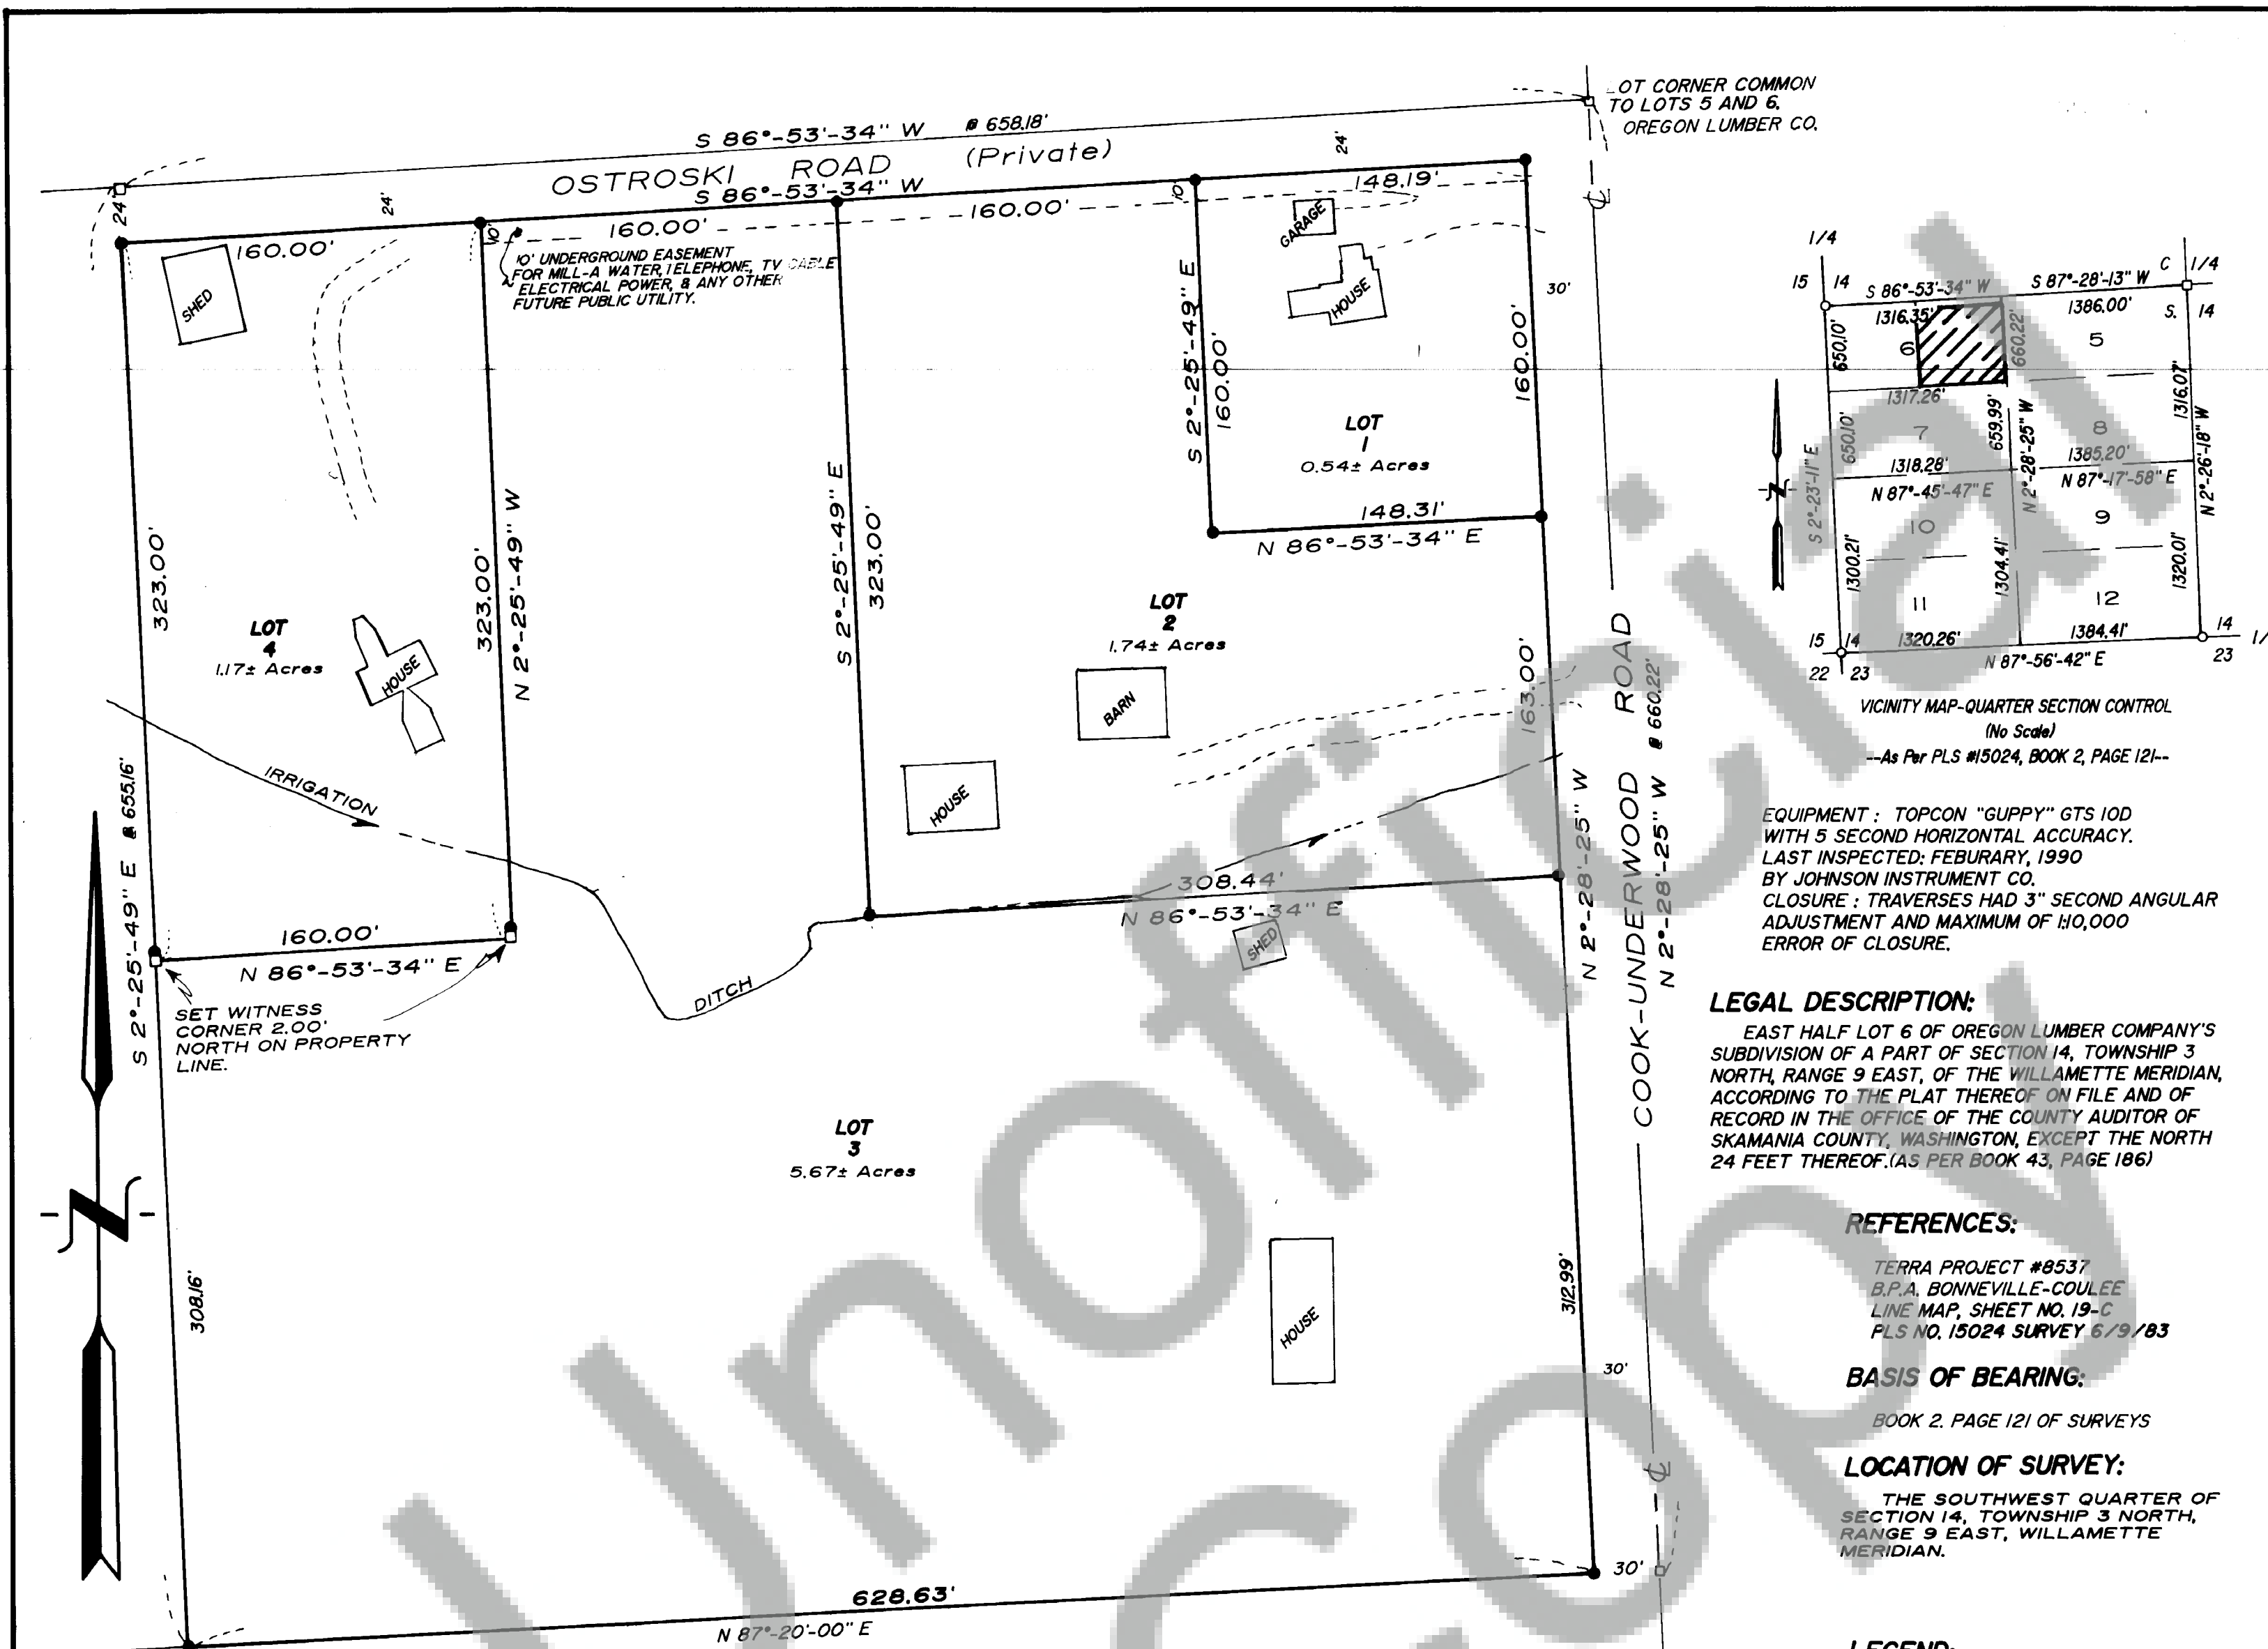 LOT CORNER COMMON
TO LOTS 5 AND 6.
OREGON LUMBER CO.
S 86°-53'-34" W @ 658.18'
OSTROSKI ROAD (Private)
S 86°-53'-34" W
24'
24'
24'
160.00'
160.00'
160.00'
148.19'
10'
10'
10' UNDERGROUND EASEMENT
FOR MILL-A WATER, TELEPHONE, TV CABLE
ELECTRICAL POWER, & ANY OTHER
FUTURE PUBLIC UTILITY.
SHED
GARAGE
HOUSE
30'
S 2°-25'-49" E
160.00'
160.00'
LOT
1
0.54± Acres
148.31'
N 86°-53'-34" E
323.00'
323.00'
N 2°-25'-49" W
S 2°-25'-49" E
323.00'
LOT
4
1.17± Acres
HOUSE
LOT
2
1.74± Acres
BARN
HOUSE
163.00'
IRRIGATION
DITCH
308.44'
N 86°-53'-34" E
SHED
160.00'
N 86°-53'-34" E
S 2°-25'-49" E @ 655.16'
SET WITNESS
CORNER 2.00'
NORTH ON PROPERTY
LINE.
N 2°-28'-25" W
COOK-UNDERWOOD ROAD
N 2°-28'-25" W @ 660.22'
LOT
3
5.67± Acres
HOUSE
308.16'
312.99'
30'
30'
628.63'
N 87°-20'-00" E
N
1/4
15 14
S 86°-53'-34" W
S 87°-28'-13" W
C 1/4
1316.35'
1386.00'
S. 14
650.10'
6
660.22'
5
1317.26'
1316.07'
650.10'
7
659.99'
8
1318.28'
1385.20'
N 87°-45'-47" E
N 87°-17'-58" E
S 2°-23'-11" E
N 2°-28'-25" W
N 2°-26'-18" W
N
10
9
1300.21'
1304.41'
1320.01'
11
12
15 14
1320.26'
1384.41'
14
22 23
N 87°-56'-42" E
23
VICINITY MAP-QUARTER SECTION CONTROL
(No Scale)
--As Per PLS #15024, BOOK 2, PAGE 121--
EQUIPMENT : TOPCON "GUPPY" GTS 10D
WITH 5 SECOND HORIZONTAL ACCURACY.
LAST INSPECTED: FEBURARY, 1990
BY JOHNSON INSTRUMENT CO.
CLOSURE : TRAVERSES HAD 3" SECOND ANGULAR
ADJUSTMENT AND MAXIMUM OF 1:10,000
ERROR OF CLOSURE.
LEGAL DESCRIPTION:
EAST HALF LOT 6 OF OREGON LUMBER COMPANY'S
SUBDIVISION OF A PART OF SECTION 14, TOWNSHIP 3
NORTH, RANGE 9 EAST, OF THE WILLAMETTE MERIDIAN,
ACCORDING TO THE PLAT THEREOF ON FILE AND OF
RECORD IN THE OFFICE OF THE COUNTY AUDITOR OF
SKAMANIA COUNTY, WASHINGTON, EXCEPT THE NORTH
24 FEET THEREOF.(AS PER BOOK 43, PAGE 186)
REFERENCES:
TERRA PROJECT #8537
B.P.A. BONNEVILLE-COULEE
LINE MAP, SHEET NO. 19-C
PLS NO. 15024 SURVEY 6/9/83
BASIS OF BEARING:
BOOK 2. PAGE 121 OF SURVEYS
LOCATION OF SURVEY:
THE SOUTHWEST QUARTER OF
SECTION 14, TOWNSHIP 3 NORTH,
RANGE 9 EAST, WILLAMETTE
MERIDIAN.
LEGEND:
Unofficial
Copy